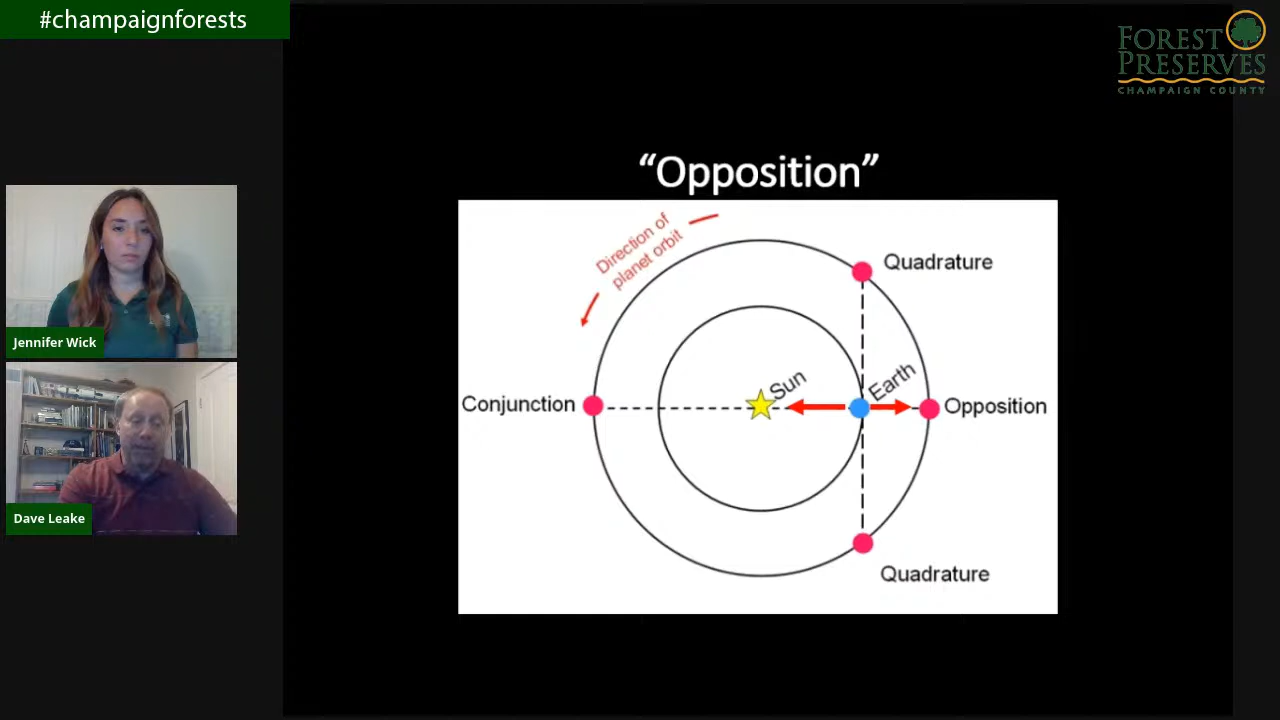 #champaignforests
FOREST
PRESERVES
CHAMPAIGN COUNTY
“Opposition”
Direction of
planet orbit
Quadrature
Sun
Earth
Conjunction
Opposition
Quadrature
Jennifer Wick
Dave Leake